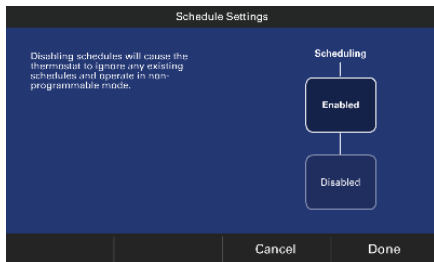 Schedule Settings
Disabling schedules will cause the
thermostat to ignore any existing
schedules and operate in non-
programmable mode.
Scheduling
Enabled
Disabled
Cancel
Done